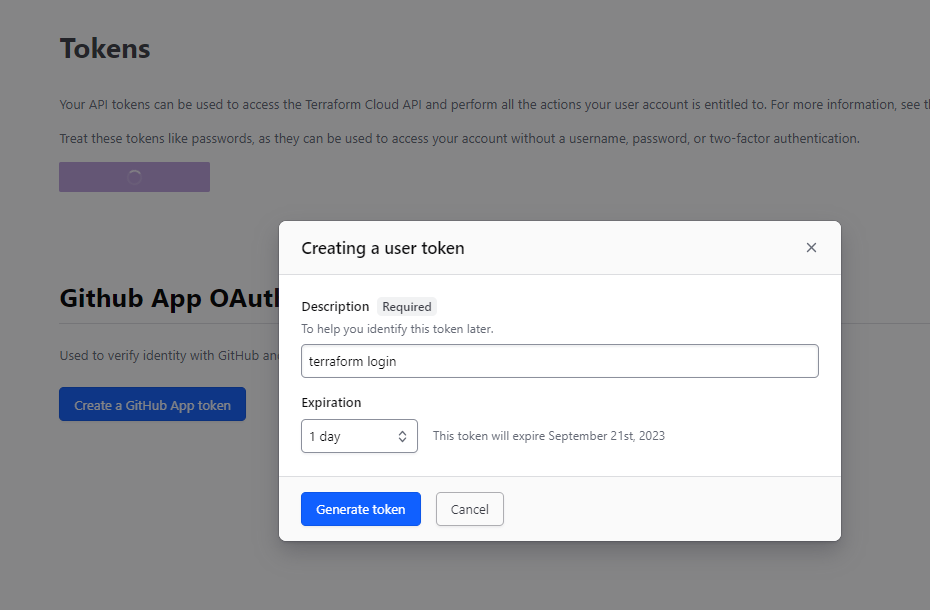 Tokens
Your API tokens can be used to access the Terraform Cloud API and perform all the actions your user account is entitled to. For more information, see
Treat these tokens like passwords, as they can be used to access your account without a username, password, or two-factor authentication.
Creating a user token
Github App
Description Required
To help you identify this token later.
Used to verify identity with GitHub
terraform login
Create a GitHub App token
Expiration
1 day
This token will expire September 21st, 2023
Generate token
Cancel